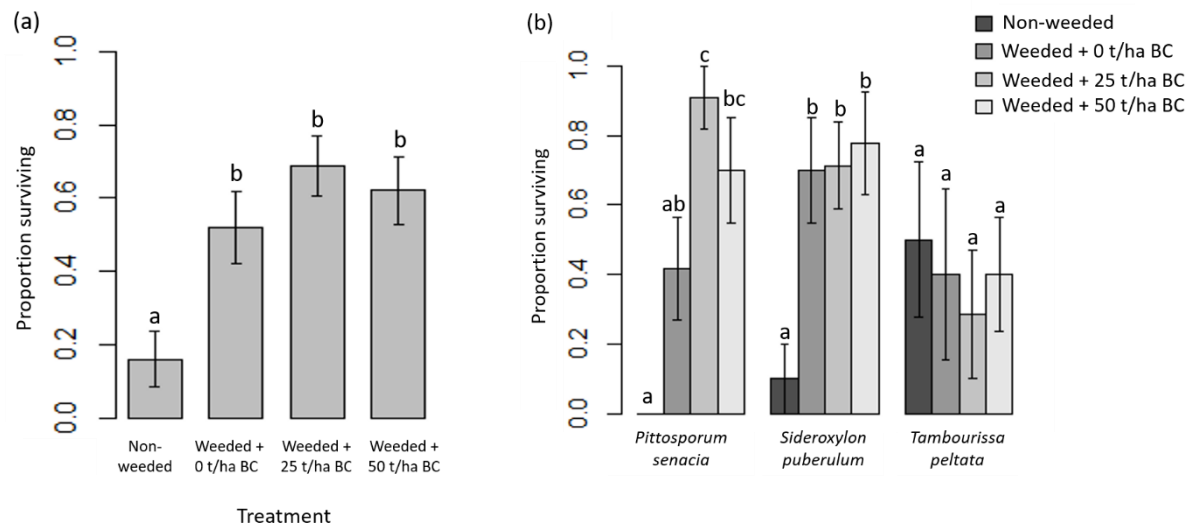 (a)
Proportion surviving
1.0
0.8
0.6
0.4
0.2
0.0
a
b
b
b
Non-
weeded
Weeded +
0 t/ha BC
Weeded +
25 t/ha BC
Weeded +
50 t/ha BC
Treatment
(b)
Non-weeded
Weeded + 0 t/ha BC
Weeded + 25 t/ha BC
Weeded + 50 t/ha BC
Proportion surviving
1.0
0.8
0.6
0.4
0.2
0.0
a
ab
c
bc
a
b
b
b
a
a
a
a
Pittosporum
senacia
Sideroxylon
puberulum
Tambourissa
peltata